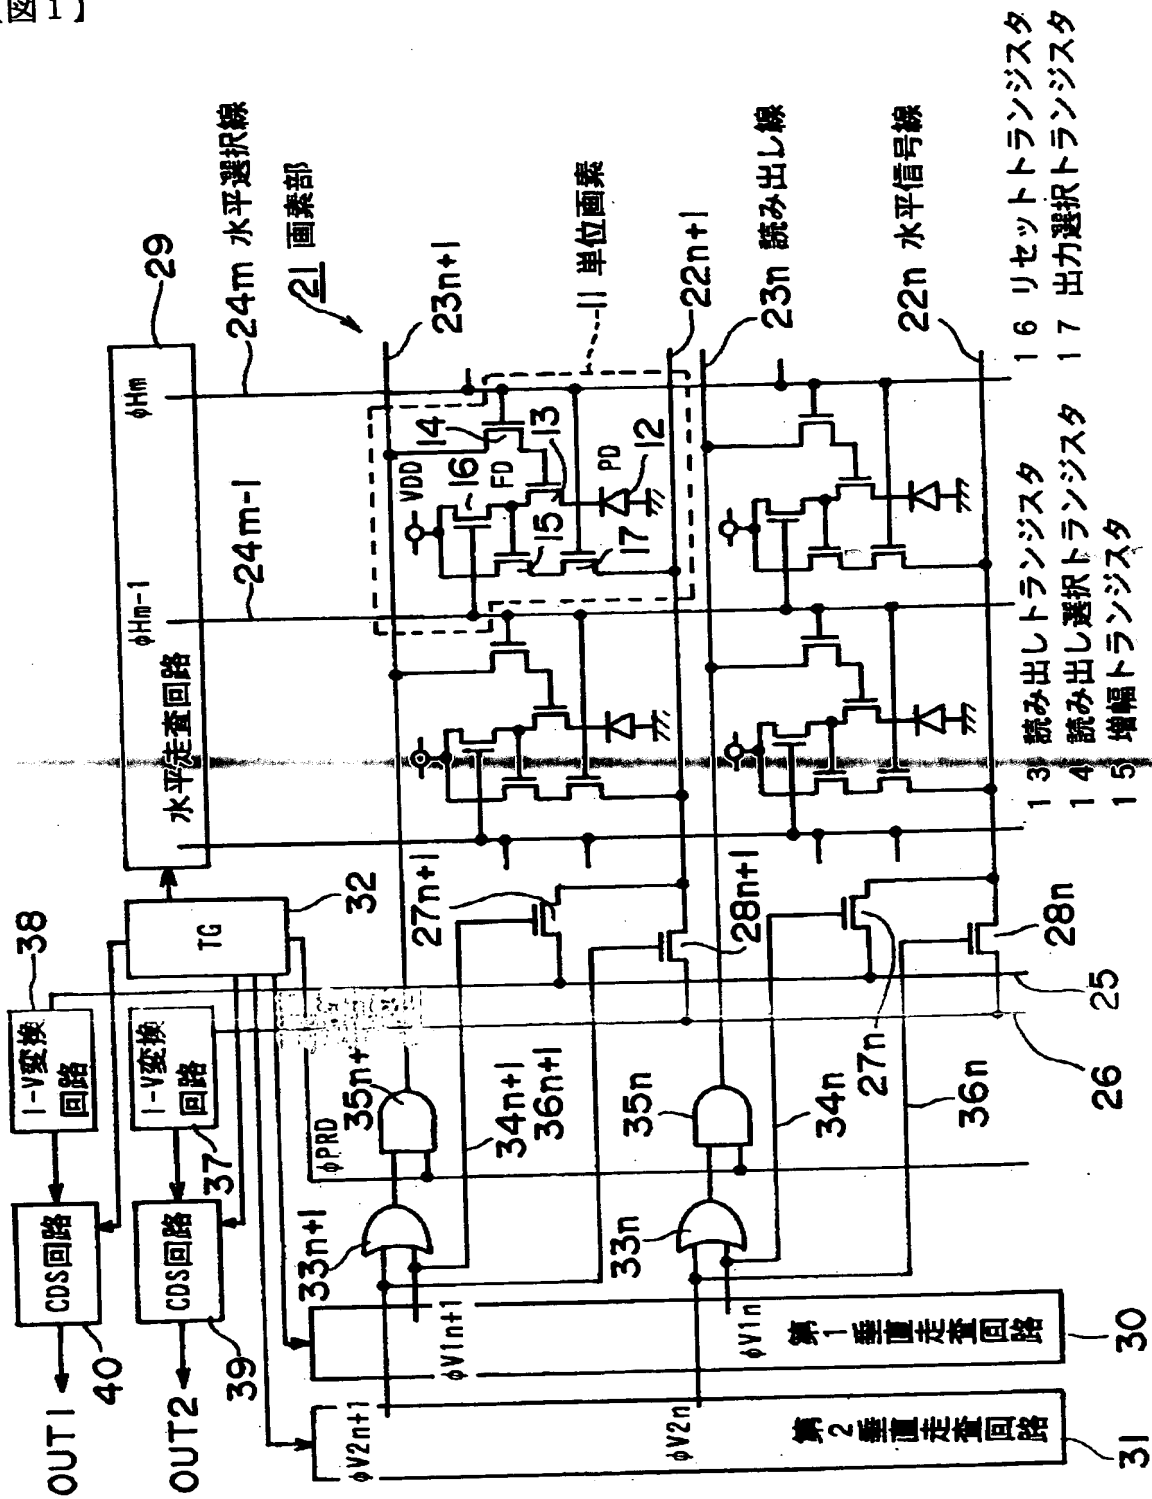 【図1】
29
φHm
φHm-1
水平走査回路
24m 水平選択線
24m-1
21 画素部
23n+1
11 単位画素
22n+1
23n 読み出し線
22n 水平信号線
VDD
14
16
FD
13
15
PD
12
17
13 読み出しトランジスタ
14 読み出し選択トランジスタ
15 増幅トランジスタ
16 リセットトランジスタ
17 出力選択トランジスタ
TG
32
38
I-V変換
回路
I-V変換
回路
37
CDS回路
CDS回路
40
39
OUT1
OUT2
27n+1
28n+1
27n
28n
25
26
35n+
φPRD
34n+1
36n+1
35n
34n
36n
33n+1
33n
φV1n+1
φV1n
第1垂直走査回路
30
φV2n+1
φV2n
第2垂直走査回路
31